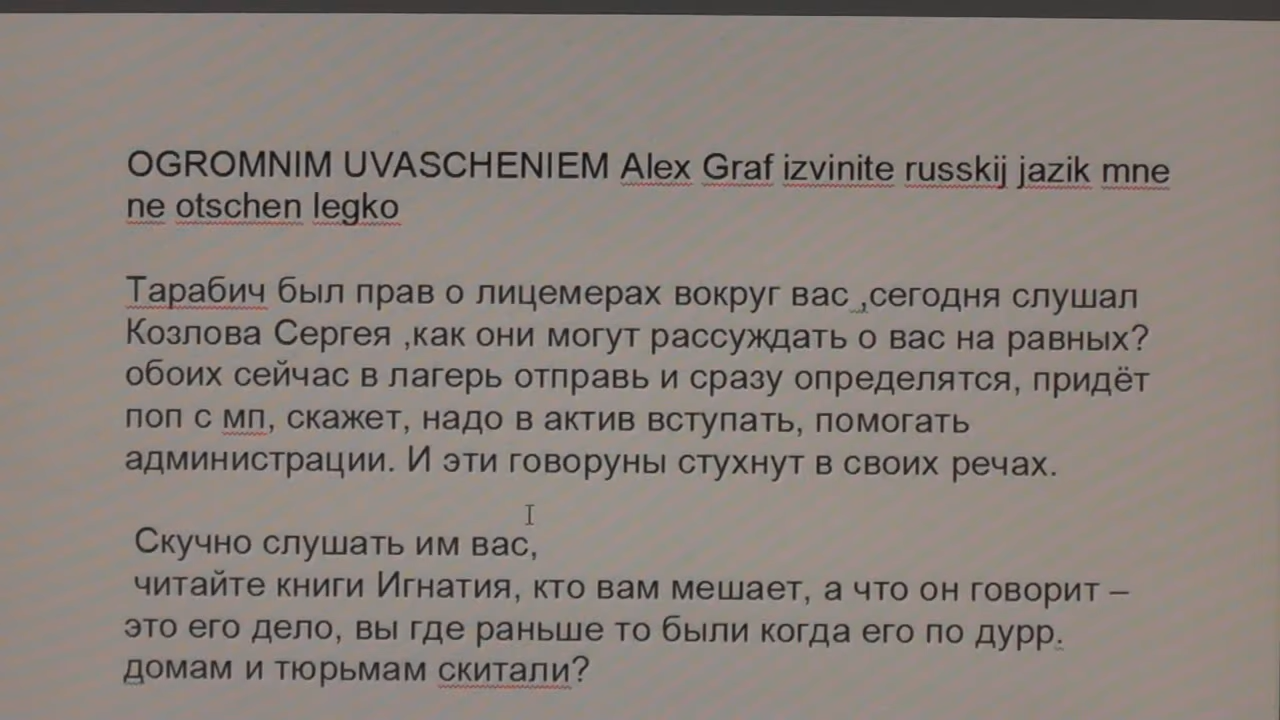 OGROMNIM UVASCHENIEM Alex Graf izvinite russkij jazik mne
ne otschen legko
Тарабич был прав о лицемерах вокруг вас ,сегодня слушал
Козлова Сергея ,как они могут рассуждать о вас на равных?
обоих сейчас в лагерь отправь и сразу определятся, придёт
поп с мп, скажет, надо в актив вступать, помогать
администрации. И эти говоруны стухнут в своих речах.
Скучно слушать им вас,
читайте книги Игнатия, кто вам мешает, а что он говорит –
это его дело, вы где раньше то были когда его по дурр.
домам и тюрьмам скитали?